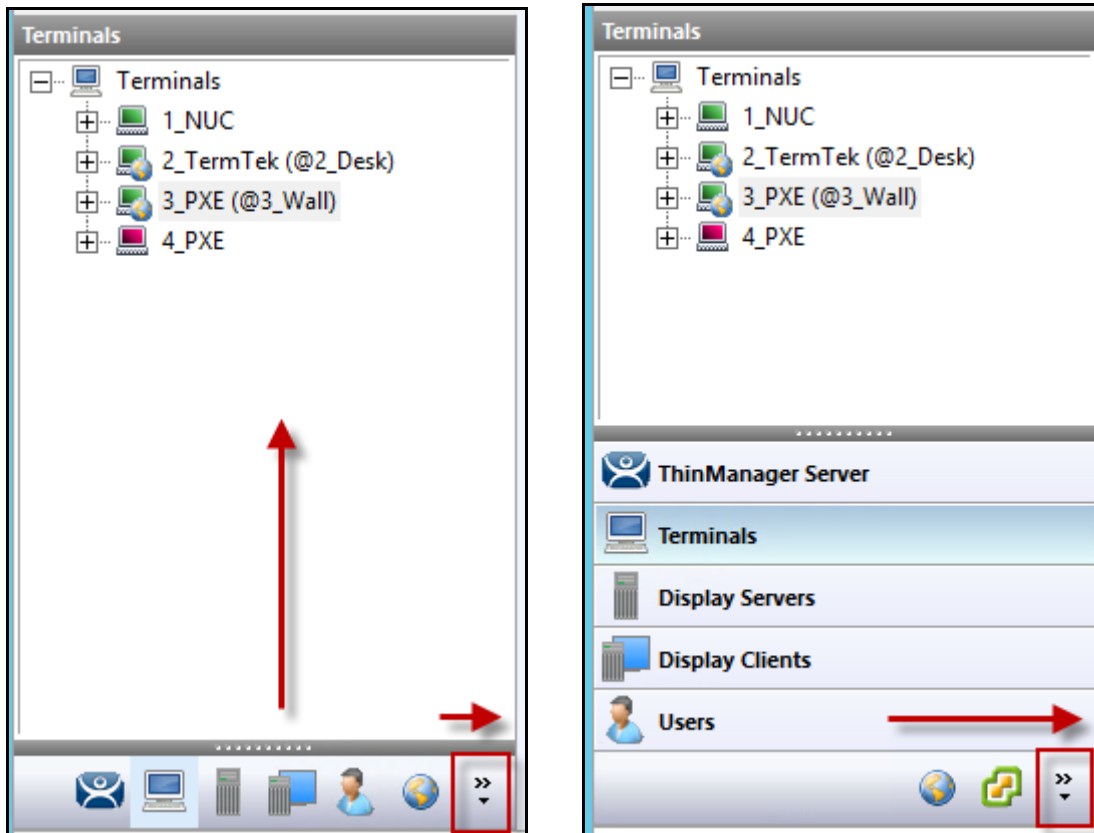 Terminals
Terminals
1_NUC
2_TermTek (@2_Desk)
3_PXE (@3_Wall)
4_PXE
Terminals
Terminals
1_NUC
2_TermTek (@2_Desk)
3_PXE (@3_Wall)
4_PXE
ThinManager Server
Terminals
Display Servers
Display Clients
Users